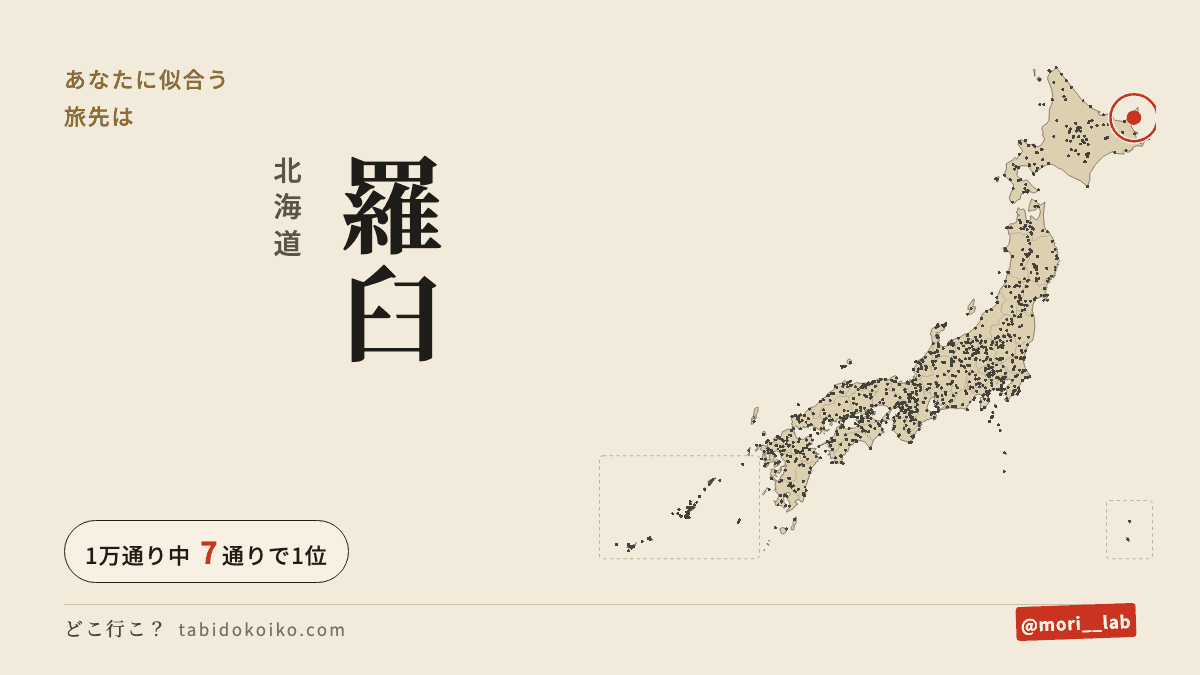 あなたに似合う
旅先は
羅臼
北海道
1万通り中 7通りで1位
どこ行こ？ tabidokoiko.com
@mori__lab